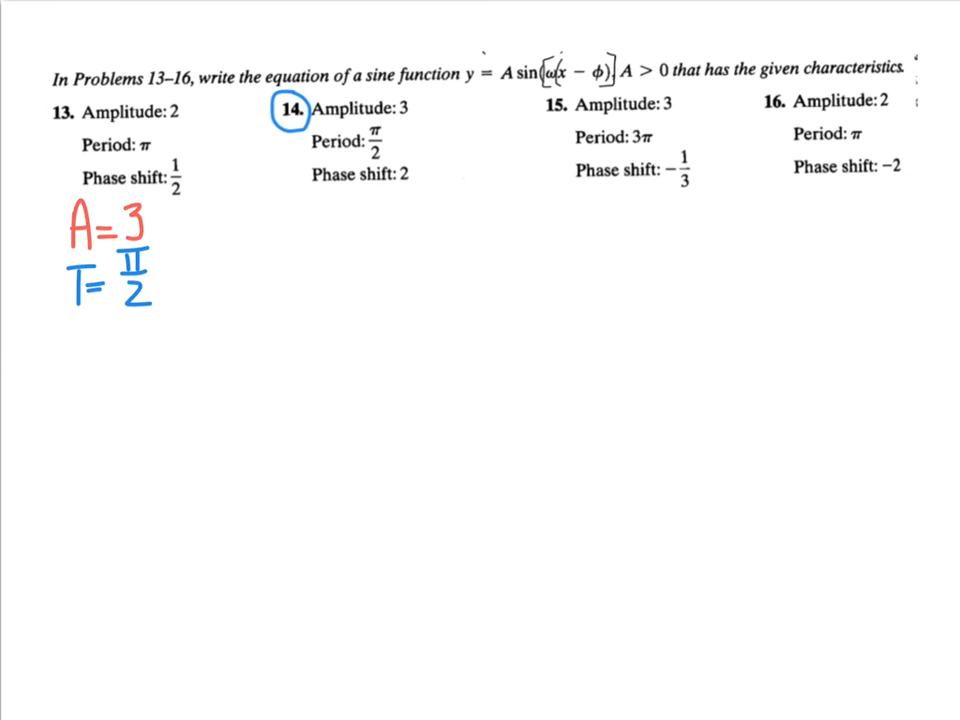 In Problems 13–16, write the equation of a sine function y = A sin[ω(x − φ)] A > 0 that has the given characteristics.
13. Amplitude: 2
Period: π
Phase shift: 1/2
14. Amplitude: 3
Period: π/2
Phase shift: 2
15. Amplitude: 3
Period: 3π
Phase shift: −1/3
16. Amplitude: 2
Period: π
Phase shift: −2
A = 3
T = π/2